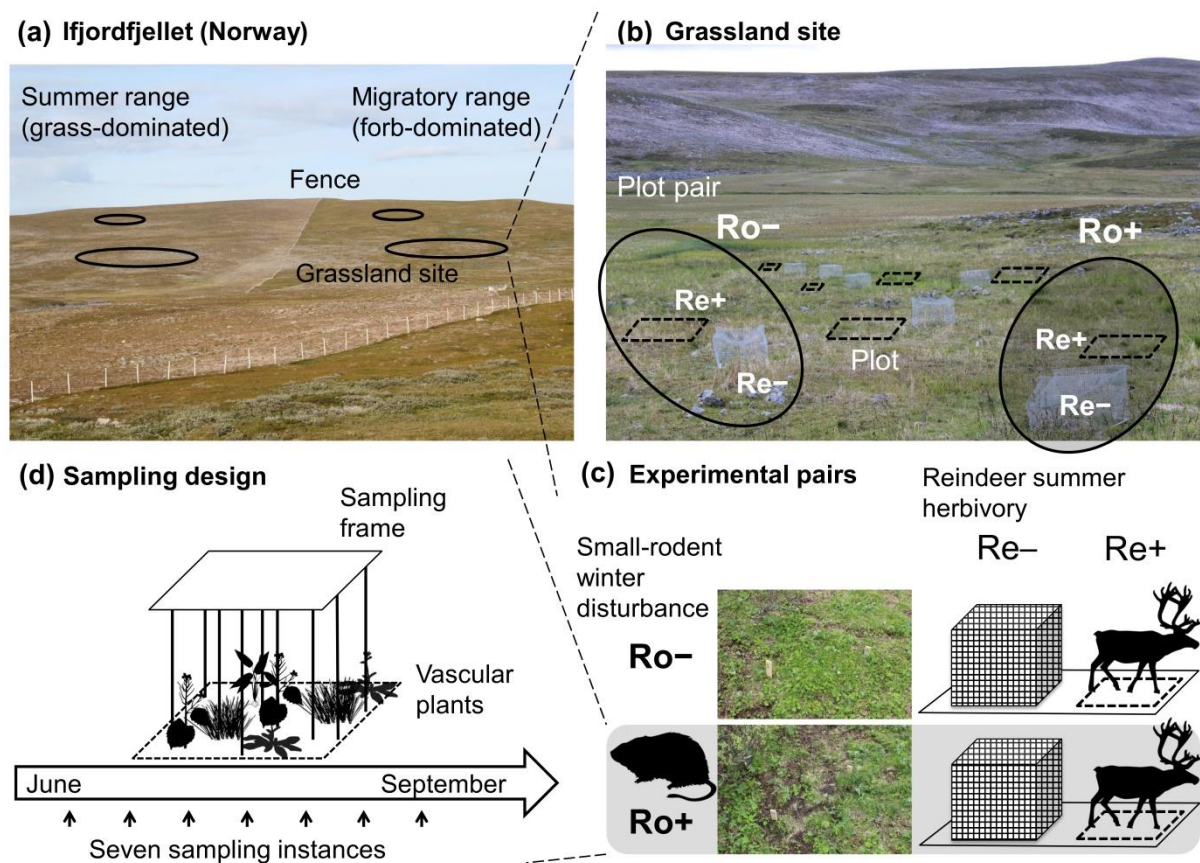 (a) Ifjordfjellet (Norway)
Summer range
(grass-dominated)
Migratory range
(forb-dominated)
Fence
Grassland site
(b) Grassland site
Plot pair
Ro−
Ro+
Re+
Re−
Plot
Re+
Re−
(d) Sampling design
Sampling
frame
Vascular
plants
June
September
Seven sampling instances
(c) Experimental pairs
Reindeer summer
herbivory
Re−
Re+
Small-rodent
winter
disturbance
Ro−
Ro+